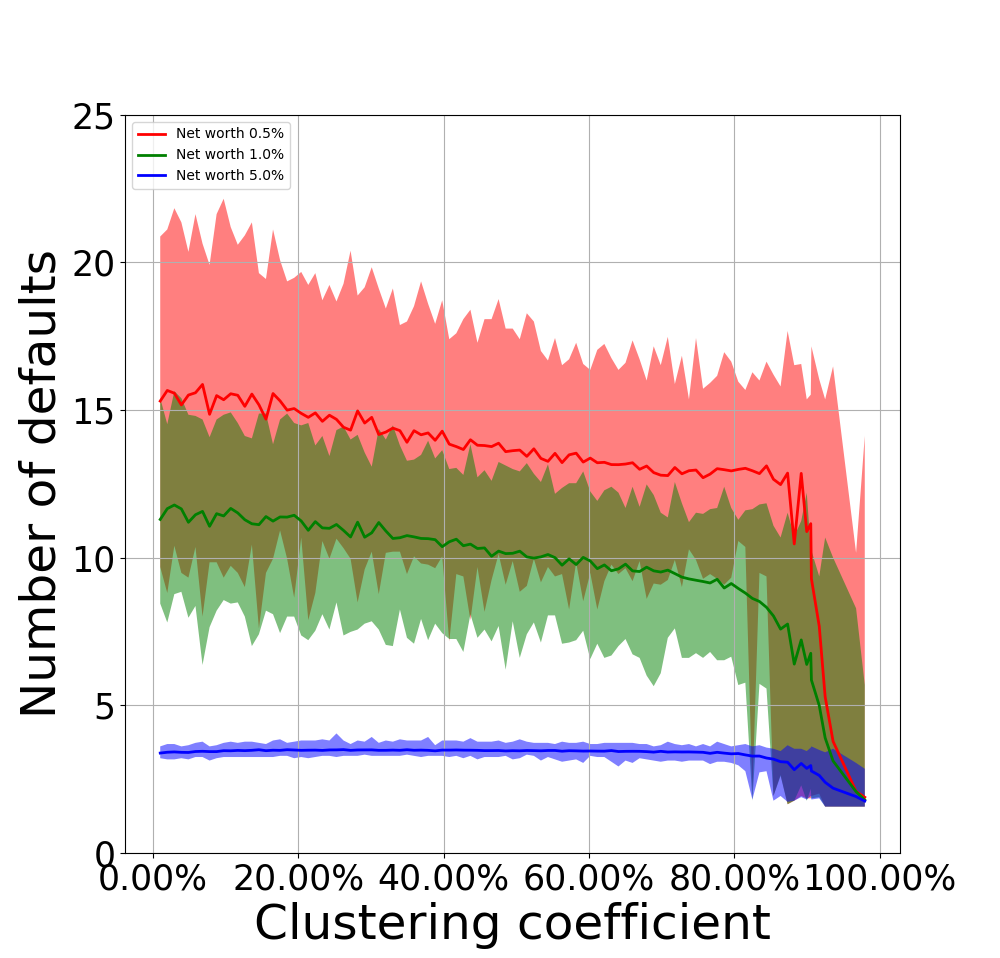 25
20
15
10
5
0
Net worth 0.5%
Net worth 1.0%
Net worth 5.0%
Number of defaults
0.00% 20.00% 40.00% 60.00% 80.00% 100.00%
Clustering coefficient